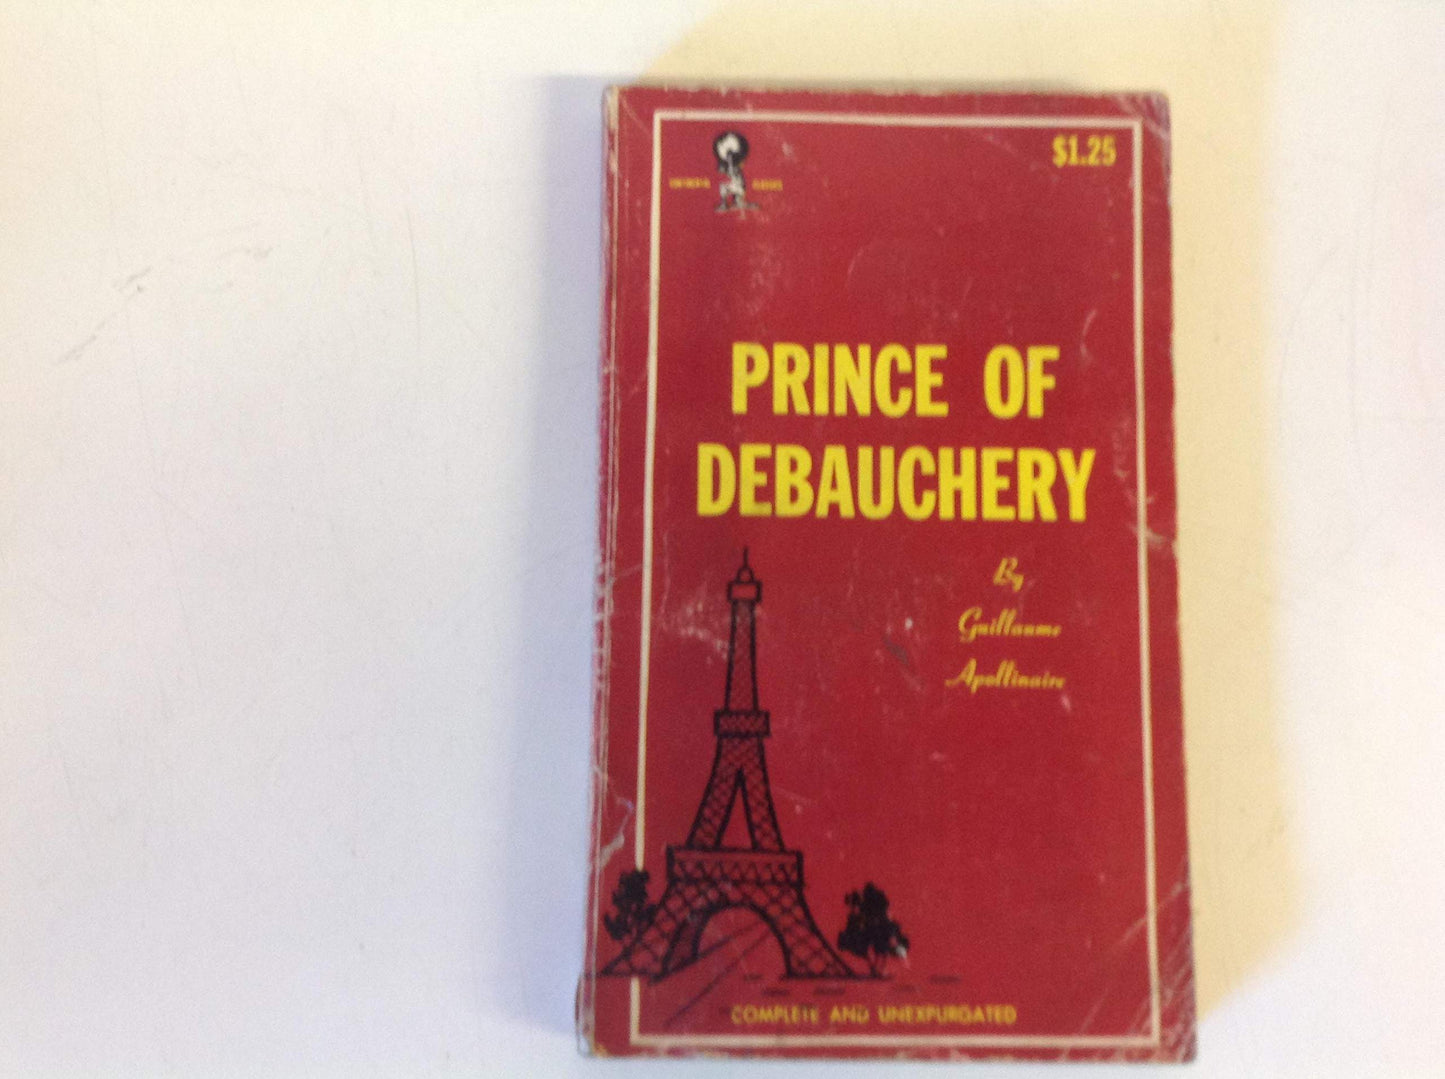 $1.25
PRINCE OF
DEBAUCHERY
By
Guillaume
Apollinaire
COMPLETE AND UNEXPURGATED